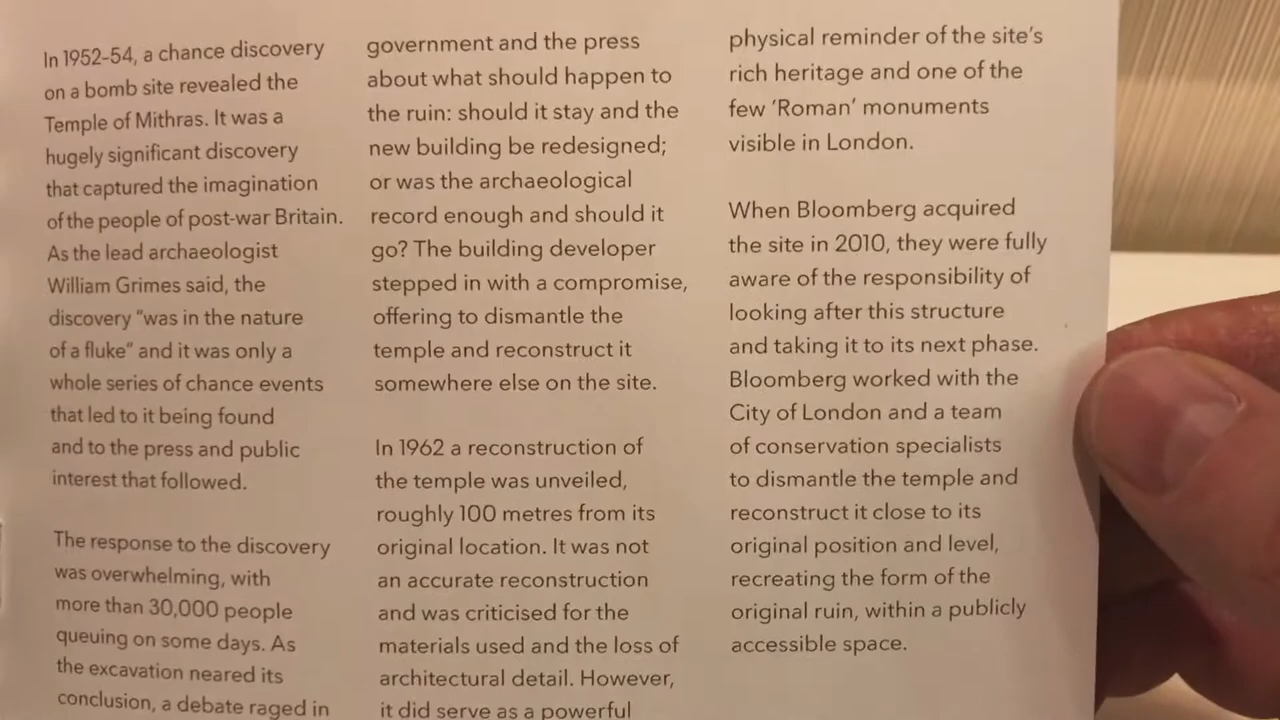 In 1952–54, a chance discovery
on a bomb site revealed the
Temple of Mithras. It was a
hugely significant discovery
that captured the imagination
of the people of post-war Britain.
As the lead archaeologist
William Grimes said, the
discovery “was in the nature
of a fluke” and it was only a
whole series of chance events
that led to it being found
and to the press and public
interest that followed.
The response to the discovery
was overwhelming, with
more than 30,000 people
queuing on some days. As
the excavation neared its
conclusion, a debate raged in
government and the press
about what should happen to
the ruin: should it stay and the
new building be redesigned;
or was the archaeological
record enough and should it
go? The building developer
stepped in with a compromise,
offering to dismantle the
temple and reconstruct it
somewhere else on the site.
In 1962 a reconstruction of
the temple was unveiled,
roughly 100 metres from its
original location. It was not
an accurate reconstruction
and was criticised for the
materials used and the loss of
architectural detail. However,
it did serve as a powerful
physical reminder of the site’s
rich heritage and one of the
few ‘Roman’ monuments
visible in London.
When Bloomberg acquired
the site in 2010, they were fully
aware of the responsibility of
looking after this structure
and taking it to its next phase.
Bloomberg worked with the
City of London and a team
of conservation specialists
to dismantle the temple and
reconstruct it close to its
original position and level,
recreating the form of the
original ruin, within a publicly
accessible space.